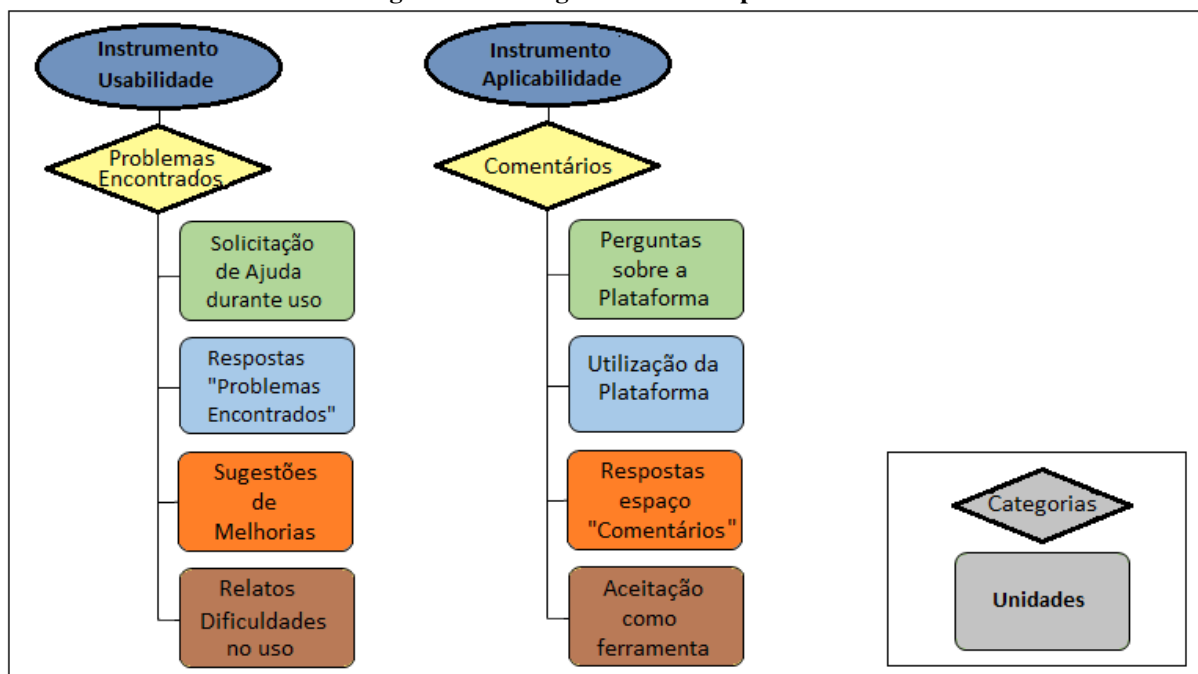 Instrumento
Usabilidade
Problemas
Encontrados
Solicitação
de Ajuda
durante uso
Respostas
"Problemas
Encontrados"
Sugestões
de
Melhorias
Relatos
Dificuldades
no uso
Instrumento
Aplicabilidade
Comentários
Perguntas
sobre a
Plataforma
Utilização da
Plataforma
Respostas
espaço
"Comentários"
Aceitação
como
ferramenta
Categorias
Unidades